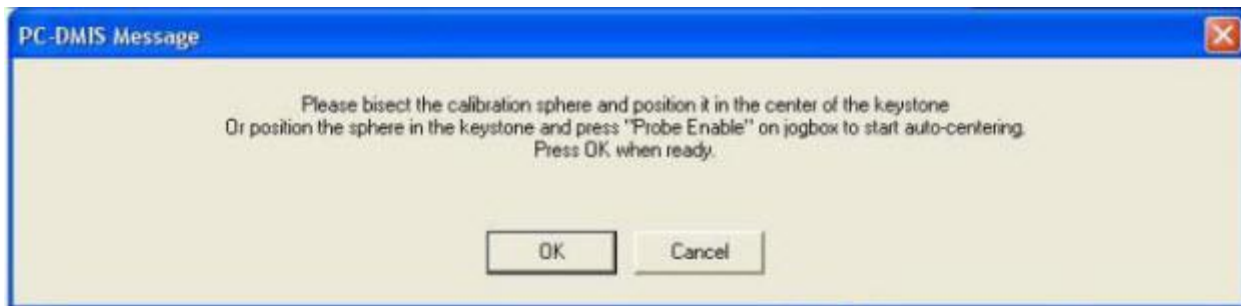 PC-DMIS Message
Please bisect the calibration sphere and position it in the center of the keystone
Or position the sphere in the keystone and press "Probe Enable" on jogbox to start auto-centering.
Press OK when ready.
OK Cancel